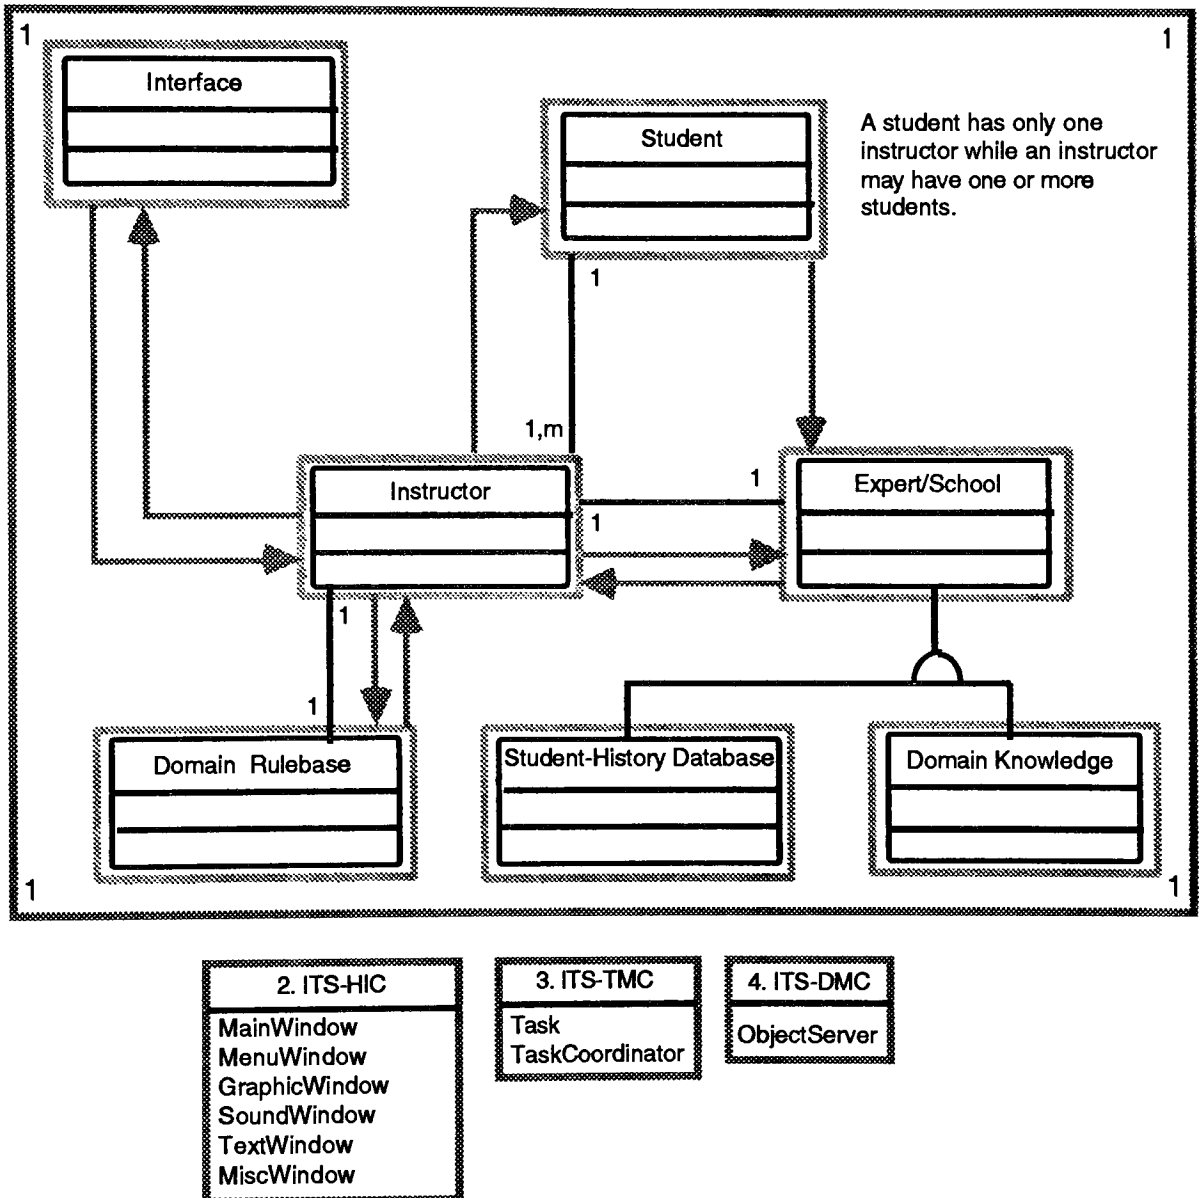 1
1
Interface
Student
A student has only one
instructor while an instructor
may have one or more
students.
1
1,m
Instructor
1
Expert/School
1
1
1
Domain Rulebase
Student-History Database
Domain Knowledge
1
1
2. ITS-HIC
MainWindow
MenuWindow
GraphicWindow
SoundWindow
TextWindow
MiscWindow
3. ITS-TMC
Task
TaskCoordinator
4. ITS-DMC
ObjectServer